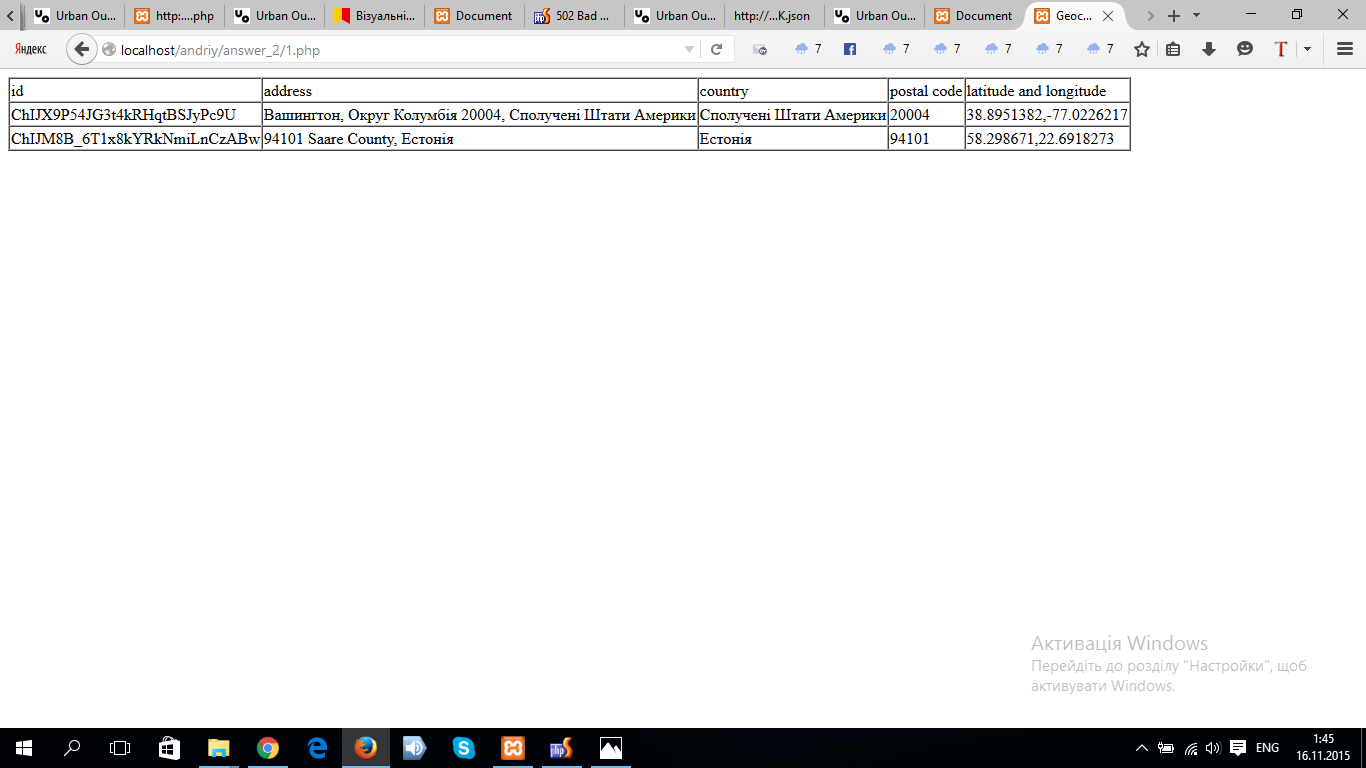 Urban Ou... http:....php Urban Ou... Візуальні... Document 502 Bad ... Urban Ou... http://...K.json Urban Ou... Document Geoc...
Яндекс localhost/andriy/answer_2/1.php 7 7 7 7 7 7 T
id address country postal code latitude and longitude
ChIJX9P54JG3t4kRHqtBSJyPc9U Вашингтон, Округ Колумбія 20004, Сполучені Штати Америки Сполучені Штати Америки 20004 38.8951382,-77.0226217
ChIJM8B_6T1x8kYRkNmiLnCzABw 94101 Saare County, Естонія Естонія 94101 58.298671,22.6918273
Активація Windows
Перейдіть до розділу "Настройки", щоб
активувати Windows.
ENG 1:45
16.11.2015